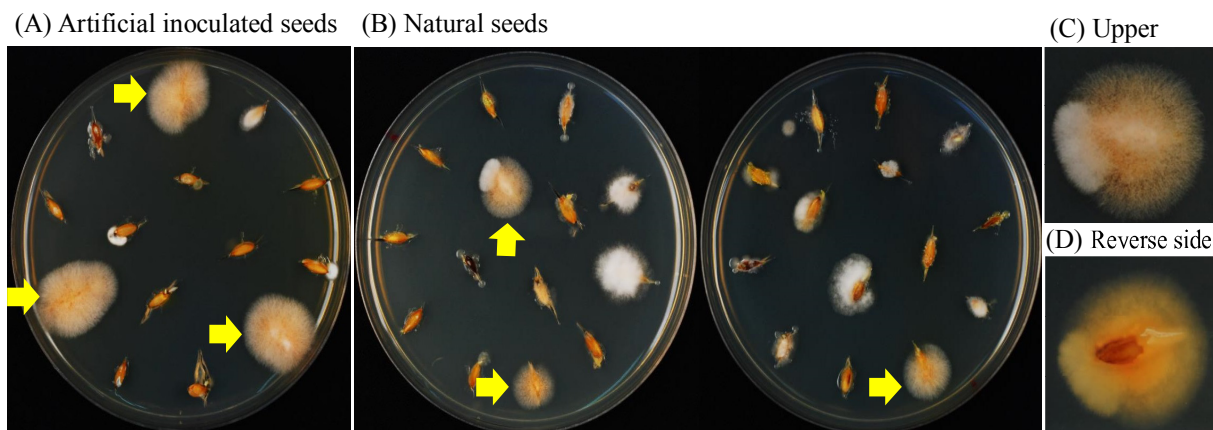 (A) Artificial inoculated seeds
(B) Natural seeds
(C) Upper
(D) Reverse side